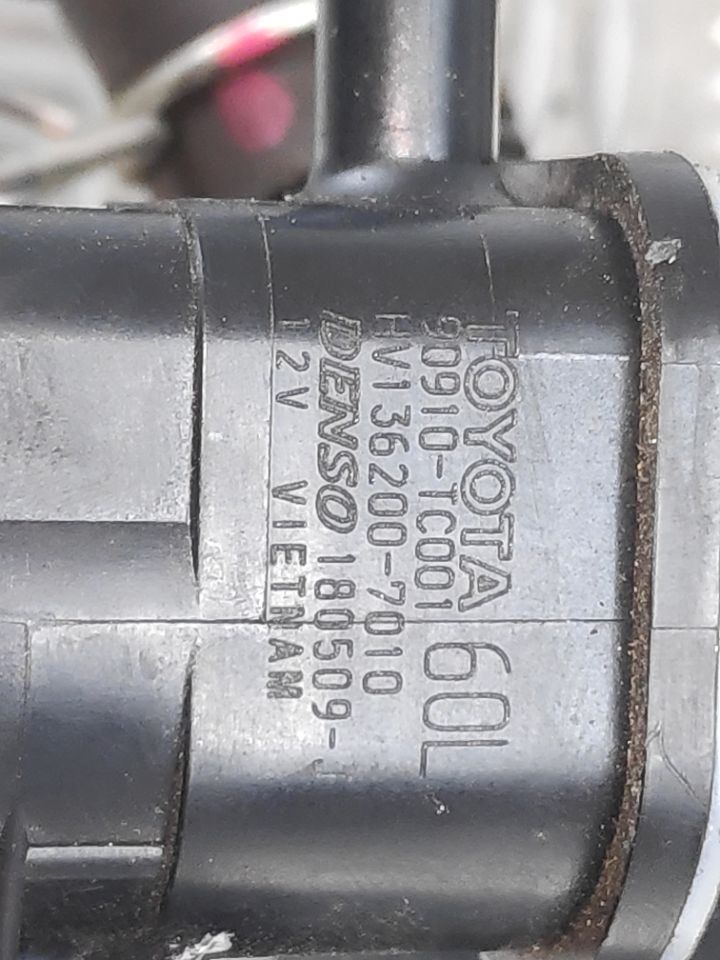 TOYOTA 60L
90910-TC001
HV136200-7010
DENSO 180509-J
12V VIETNAM